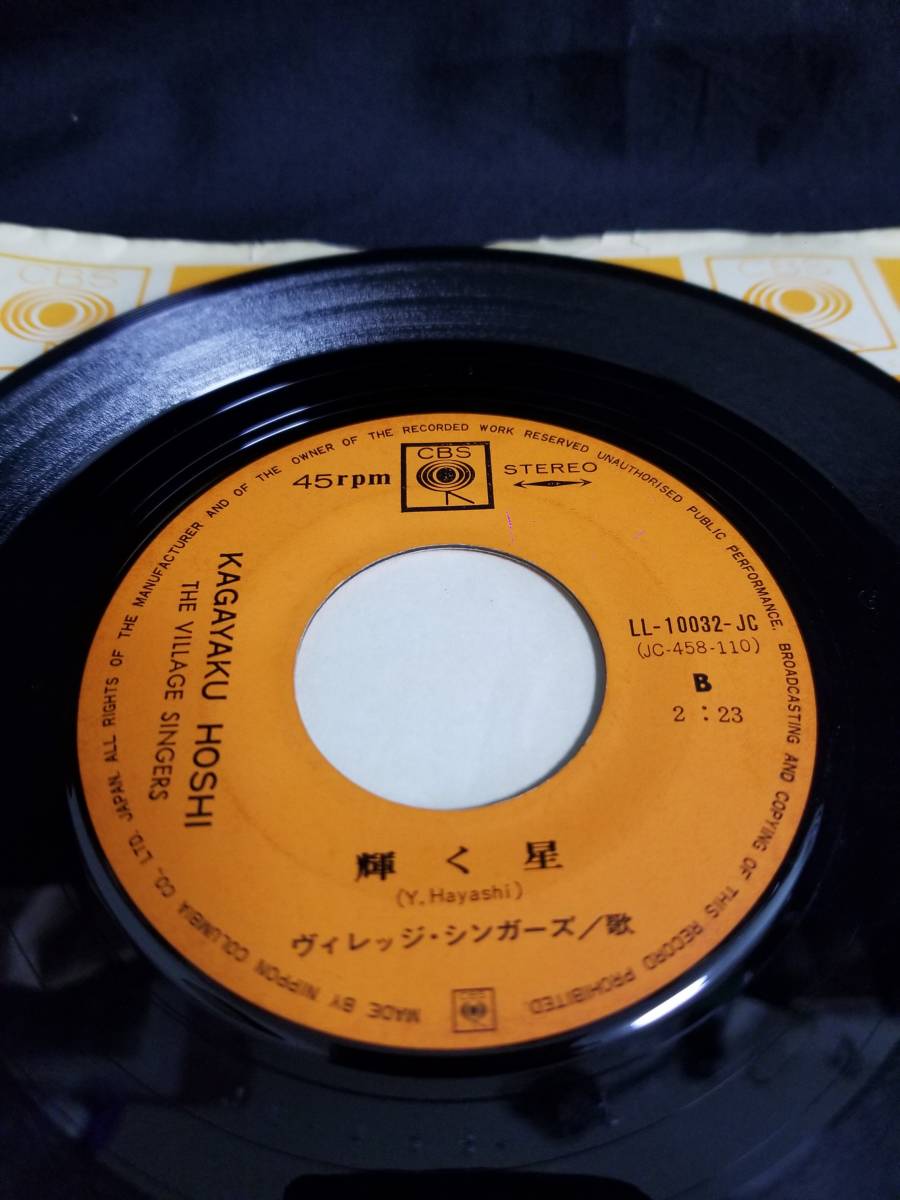 CBS
CBS
CBS
45rpm
STEREO
KAGAYAKU HOSHI
THE VILLAGE SINGERS
LL-10032-JC
(JC-458-110)
B
2:23
輝く星
(Y. Hayashi)
ヴィレッジ・シンガーズ/歌
MADE BY NIPPON COLUMBIA CO., LTD. JAPAN. ALL RIGHTS OF THE MANUFACTURER AND OF THE OWNER OF THE RECORDED WORK RESERVED UNAUTHORISED PUBLIC PERFORMANCE, BROADCASTING AND COPYING OF THIS RECORD PROHIBITED.